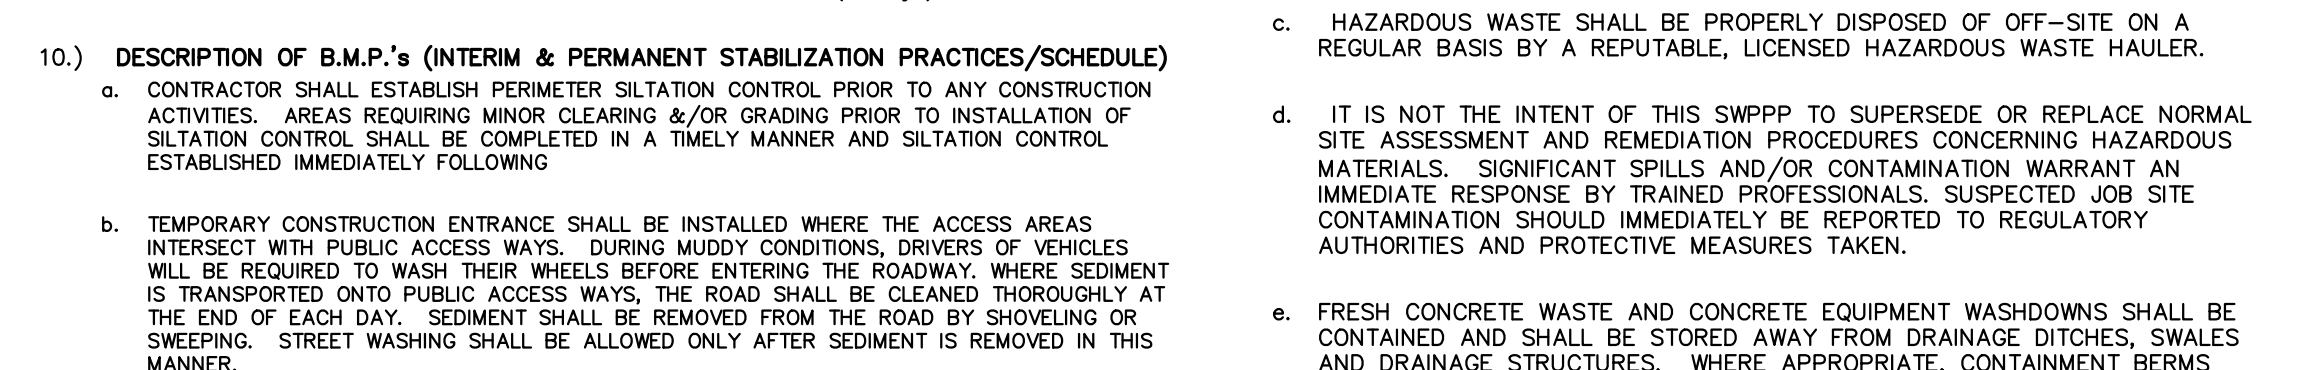 10.) DESCRIPTION OF B.M.P.'s (INTERIM & PERMANENT STABILIZATION PRACTICES/SCHEDULE)
a. CONTRACTOR SHALL ESTABLISH PERIMETER SILTATION CONTROL PRIOR TO ANY CONSTRUCTION
ACTIVITIES. AREAS REQUIRING MINOR CLEARING &/OR GRADING PRIOR TO INSTALLATION OF
SILTATION CONTROL SHALL BE COMPLETED IN A TIMELY MANNER AND SILTATION CONTROL
ESTABLISHED IMMEDIATELY FOLLOWING
b. TEMPORARY CONSTRUCTION ENTRANCE SHALL BE INSTALLED WHERE THE ACCESS AREAS
INTERSECT WITH PUBLIC ACCESS WAYS. DURING MUDDY CONDITIONS, DRIVERS OF VEHICLES
WILL BE REQUIRED TO WASH THEIR WHEELS BEFORE ENTERING THE ROADWAY. WHERE SEDIMENT
IS TRANSPORTED ONTO PUBLIC ACCESS WAYS, THE ROAD SHALL BE CLEANED THOROUGHLY AT
THE END OF EACH DAY. SEDIMENT SHALL BE REMOVED FROM THE ROAD BY SHOVELING OR
SWEEPING. STREET WASHING SHALL BE ALLOWED ONLY AFTER SEDIMENT IS REMOVED IN THIS
MANNER.
c. HAZARDOUS WASTE SHALL BE PROPERLY DISPOSED OF OFF-SITE ON A
REGULAR BASIS BY A REPUTABLE, LICENSED HAZARDOUS WASTE HAULER.
d. IT IS NOT THE INTENT OF THIS SWPPP TO SUPERSEDE OR REPLACE NORMAL
SITE ASSESSMENT AND REMEDIATION PROCEDURES CONCERNING HAZARDOUS
MATERIALS. SIGNIFICANT SPILLS AND/OR CONTAMINATION WARRANT AN
IMMEDIATE RESPONSE BY TRAINED PROFESSIONALS. SUSPECTED JOB SITE
CONTAMINATION SHOULD IMMEDIATELY BE REPORTED TO REGULATORY
AUTHORITIES AND PROTECTIVE MEASURES TAKEN.
e. FRESH CONCRETE WASTE AND CONCRETE EQUIPMENT WASHDOWNS SHALL BE
CONTAINED AND SHALL BE STORED AWAY FROM DRAINAGE DITCHES, SWALES
AND DRAINAGE STRUCTURES. WHERE APPROPRIATE, CONTAINMENT BERMS